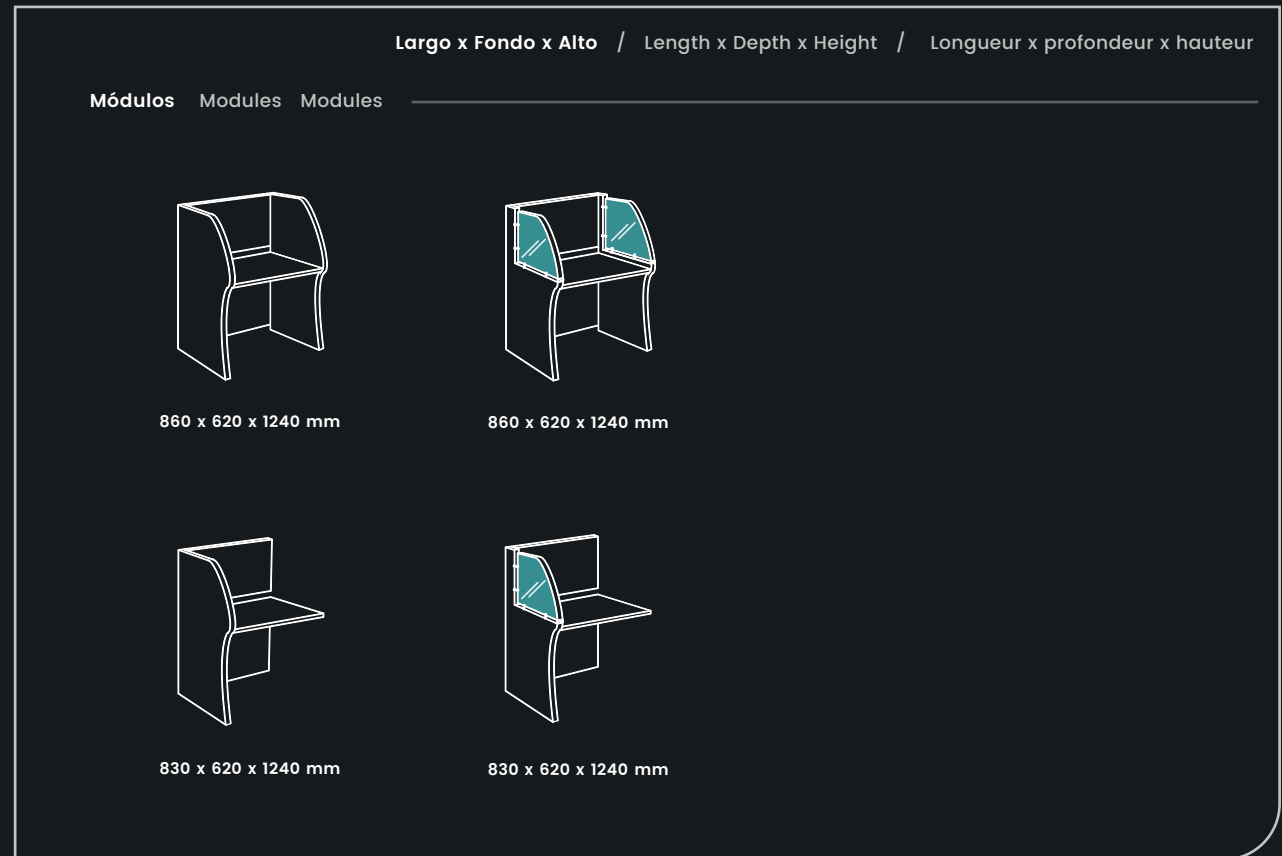 Largo x Fondo x Alto / Length x Depth x Height / Longueur x profondeur x hauteur
Módulos Modules Modules
860 x 620 x 1240 mm
860 x 620 x 1240 mm
830 x 620 x 1240 mm
830 x 620 x 1240 mm